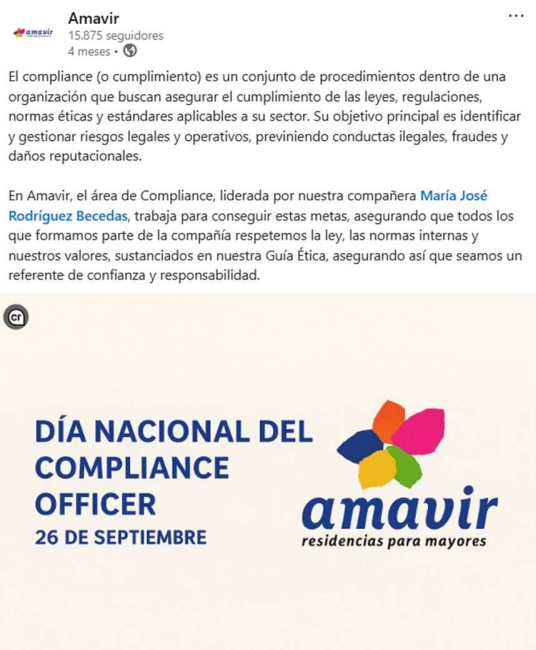 amavir
Amavir
15.875 seguidores
4 meses •
El compliance (o cumplimiento) es un conjunto de procedimientos dentro de una
organización que buscan asegurar el cumplimiento de las leyes, regulaciones,
normas éticas y estándares aplicables a su sector. Su objetivo principal es identificar
y gestionar riesgos legales y operativos, previniendo conductas ilegales, fraudes y
daños reputacionales.
En Amavir, el área de Compliance, liderada por nuestra compañera María José
Rodríguez Becedas, trabaja para conseguir estas metas, asegurando que todos los
que formamos parte de la compañía respetemos la ley, las normas internas y
nuestros valores, sustanciados en nuestra Guía Ética, asegurando así que seamos un
referente de confianza y responsabilidad.
cr
DÍA NACIONAL DEL
COMPLIANCE
OFFICER
26 DE SEPTIEMBRE
amavir
residencias para mayores